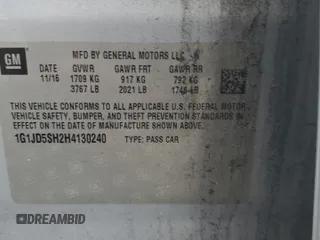 GM
MFD BY GENERAL MOTORS LLC
DATE GVWR GAWR FRT GAWR RR
11/16 1709 KG 917 KG 792 KG
3767 LB 2021 LB 1746 LB
THIS VEHICLE CONFORMS TO ALL APPLICABLE U.S. FEDERAL MOTOR
VEHICLE SAFETY, BUMPER, AND THEFT PREVENTION STANDARDS
IN EFFECT ON THE DATE OF MANUFACTURE SHOWN ABOVE.
1G1JD5SH2H4130240 TYPE: PASS CAR